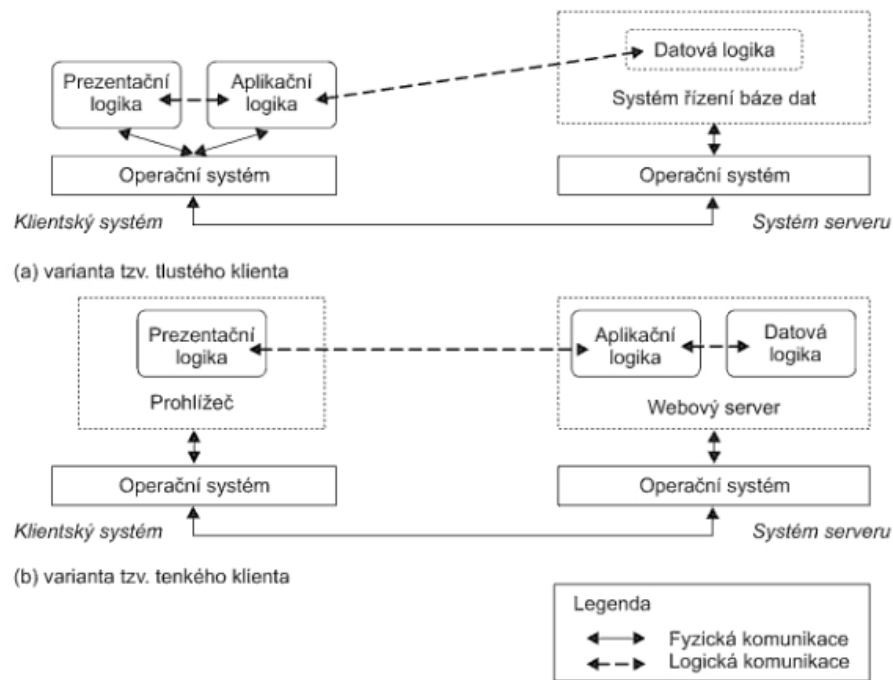 Datová logika
Prezentační
logika
Aplikační
logika
Systém řízení báze dat
Operační systém
Operační systém
Klientský systém
Systém serveru
(a) varianta tzv. tlustého klienta
Prezentační
logika
Aplikační
logika
Datová
logika
Prohlížeč
Webový server
Operační systém
Operační systém
Klientský systém
Systém serveru
(b) varianta tzv. tenkého klienta
Legenda
Fyzická komunikace
Logická komunikace